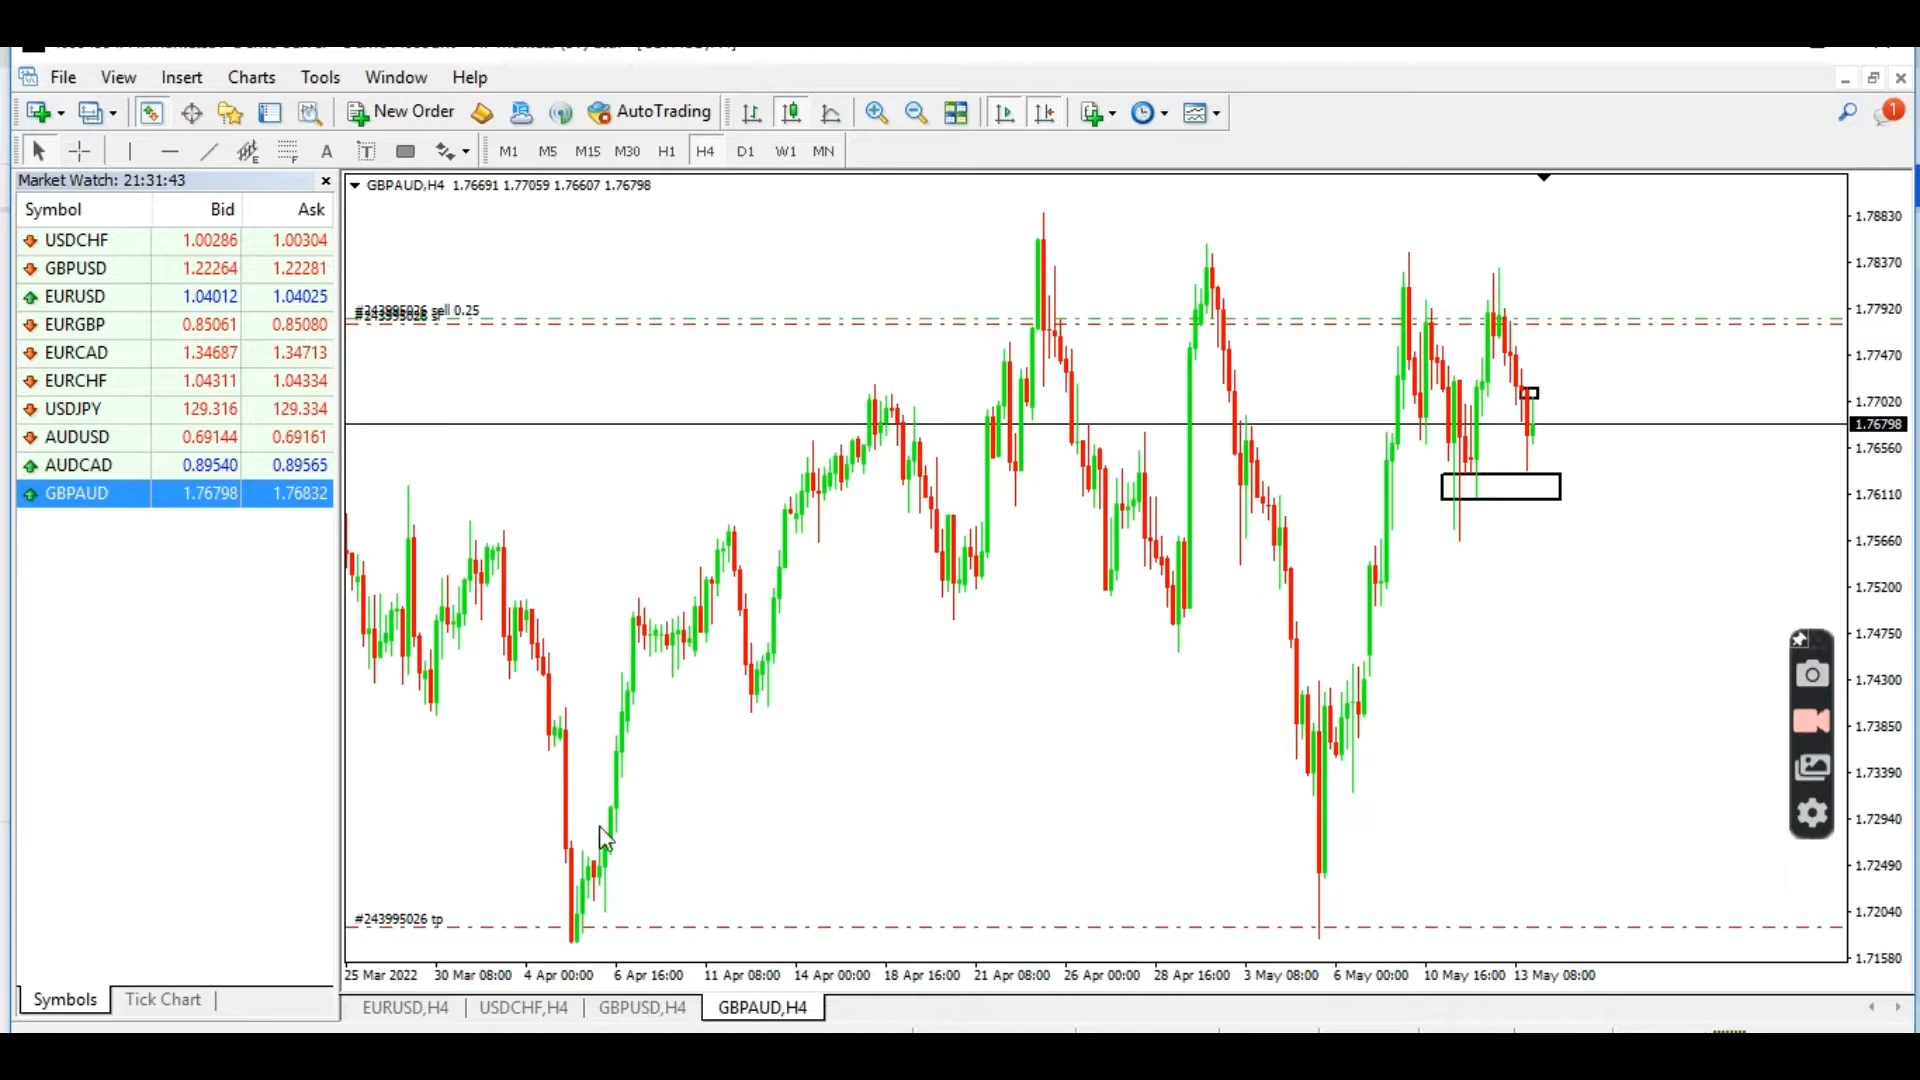 File View Insert Charts Tools Window Help
New Order AutoTrading 1
A T M1 M5 M15 M30 H1 H4 D1 W1 MN
Market Watch: 21:31:43
Symbol Bid Ask
USDCHF 1.00286 1.00304
GBPUSD 1.22264 1.22281
EURUSD 1.04012 1.04025
EURGBP 0.85061 0.85080
EURCAD 1.34687 1.34713
EURCHF 1.04311 1.04334
USDJPY 129.316 129.334
AUDUSD 0.69144 0.69161
AUDCAD 0.89540 0.89565
GBPAUD 1.76798 1.76832
Symbols Tick Chart
GBPAUD,H4 1.76691 1.77059 1.76607 1.76798
#243995026 sell 0.25
#243995026 tp
1.78830
1.78370
1.77920
1.77470
1.77020
1.76798
1.76560
1.76110
1.75660
1.75200
1.74750
1.74300
1.73850
1.73390
1.72940
1.72490
1.72040
1.71580
25 Mar 2022 30 Mar 08:00 4 Apr 00:00 6 Apr 16:00 11 Apr 08:00 14 Apr 00:00 18 Apr 16:00 21 Apr 08:00 26 Apr 00:00 28 Apr 16:00 3 May 08:00 6 May 00:00 10 May 16:00 13 May 08:00
EURUSD,H4 USDCHF,H4 GBPUSD,H4 GBPAUD,H4